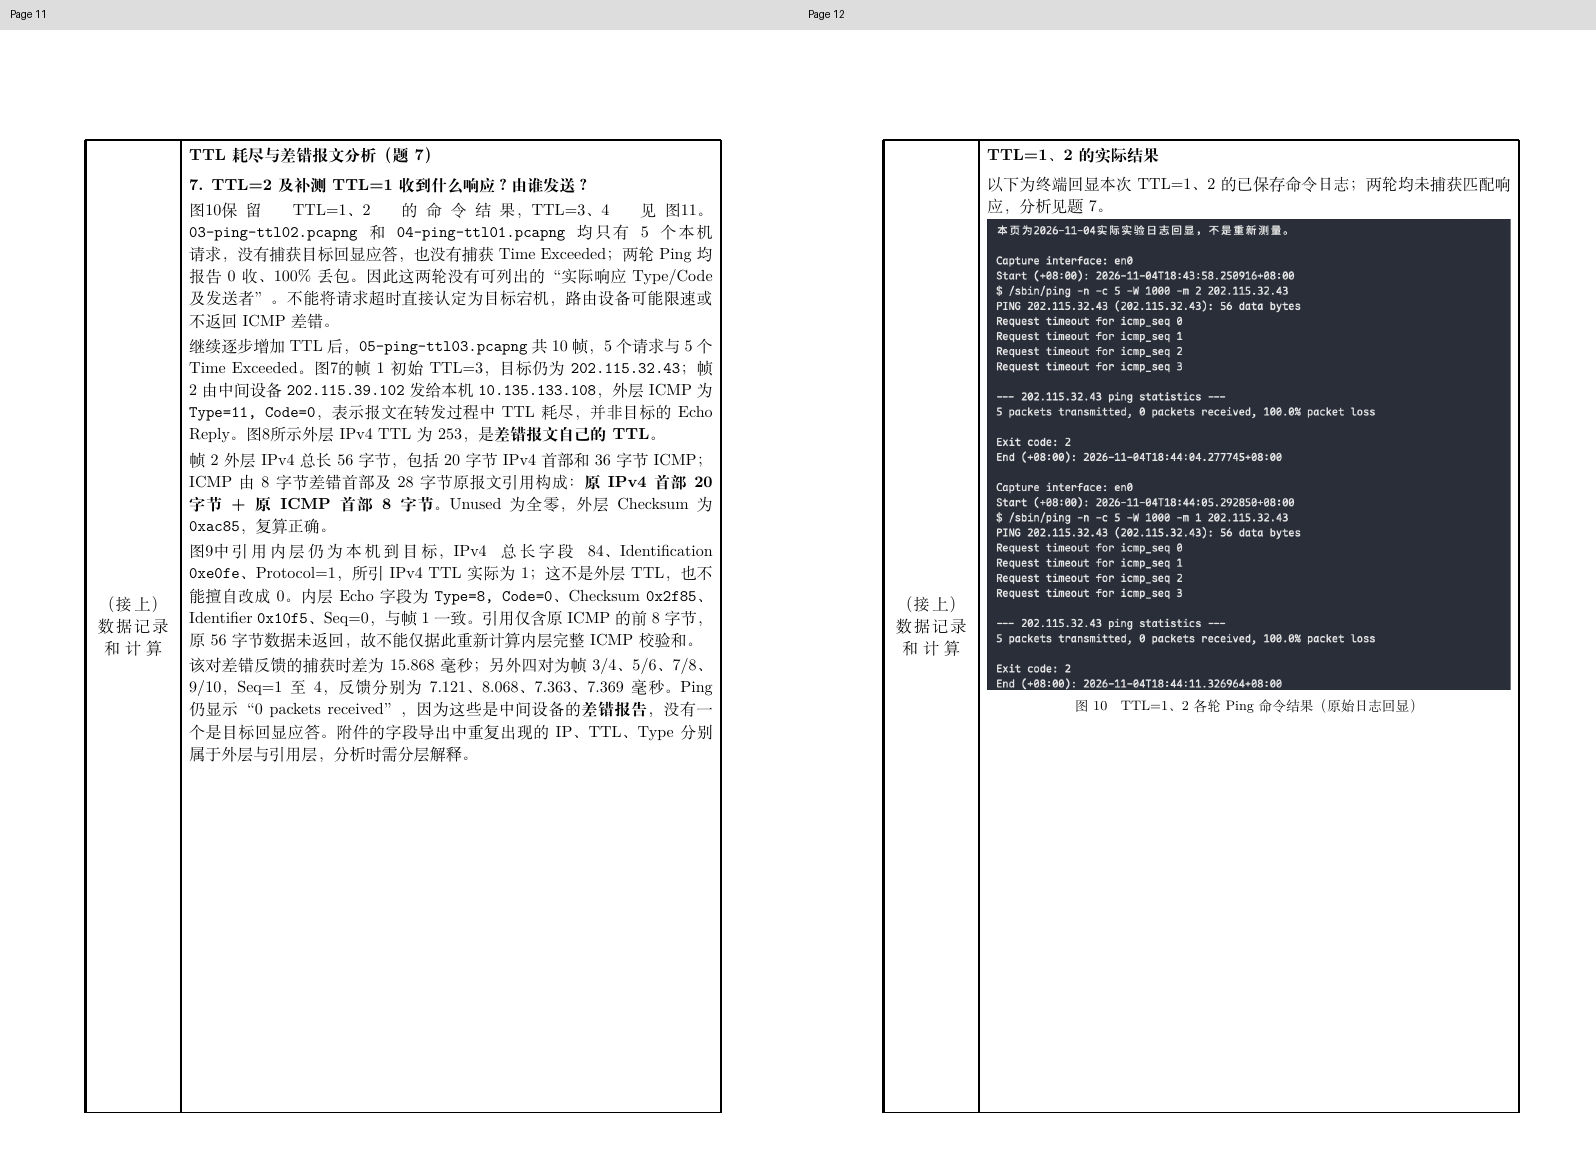 Page 11
TTL 耗尽与差错报文分析（题 7）
7. TTL=2 及补测 TTL=1 收到什么响应？由谁发送？
图10保留 TTL=1、2 的命令结果，TTL=3、4 见图11。
03-ping-ttl02.pcapng 和 04-ping-ttl01.pcapng 均只有 5 个本机
请求，没有捕获目标回显应答，也没有捕获 Time Exceeded；两轮 Ping 均
报告 0 收、100% 丢包。因此这两轮没有可列出的“实际响应 Type/Code
及发送者”。不能将请求超时直接认定为目标宕机，路由设备可能限速或
不返回 ICMP 差错。
继续逐步增加 TTL 后，05-ping-ttl03.pcapng 共 10 帧，5 个请求与 5 个
Time Exceeded。图7的帧 1 初始 TTL=3，目标仍为 202.115.32.43；帧
2 由中间设备 202.115.39.102 发给本机 10.135.133.108，外层 ICMP 为
Type=11, Code=0，表示报文在转发过程中 TTL 耗尽，并非目标的 Echo
Reply。图8所示外层 IPv4 TTL 为 253，是差错报文自己的 TTL。
帧 2 外层 IPv4 总长 56 字节，包括 20 字节 IPv4 首部和 36 字节 ICMP；
ICMP 由 8 字节差错首部及 28 字节原报文引用构成：原 IPv4 首部 20
字节 + 原 ICMP 首部 8 字节。Unused 为全零，外层 Checksum 为
0xac85，复算正确。
图9中引用内层仍为本机到目标，IPv4 总长字段 84、Identification
0xe0fe、Protocol=1，所引 IPv4 TTL 实际为 1；这不是外层 TTL，也不
能擅自改成 0。内层 Echo 字段为 Type=8, Code=0、Checksum 0x2f85、
Identifier 0x10f5、Seq=0，与帧 1 一致。引用仅含原 ICMP 的前 8 字节，
原 56 字节数据未返回，故不能仅据此重新计算内层完整 ICMP 校验和。
该对差错反馈的捕获时差为 15.868 毫秒；另外四对为帧 3/4、5/6、7/8、
9/10，Seq=1 至 4，反馈分别为 7.121、8.068、7.363、7.369 毫秒。Ping
仍显示“0 packets received”，因为这些是中间设备的差错报告，没有一
个是目标回显应答。附件的字段导出中重复出现的 IP、TTL、Type 分别
属于外层与引用层，分析时需分层解释。
（接上）
数据记录
和计算
Page 12
TTL=1、2 的实际结果
以下为终端回显本次 TTL=1、2 的已保存命令日志；两轮均未捕获匹配响
应，分析见题 7。
本页为2026-11-04实际实验日志回显，不是重新测量。
Capture interface: en0
Start (+08:00): 2026-11-04T18:43:58.250916+08:00
$ /sbin/ping -n -c 5 -W 1000 -m 2 202.115.32.43
PING 202.115.32.43 (202.115.32.43): 56 data bytes
Request timeout for icmp_seq 0
Request timeout for icmp_seq 1
Request timeout for icmp_seq 2
Request timeout for icmp_seq 3
--- 202.115.32.43 ping statistics ---
5 packets transmitted, 0 packets received, 100.0% packet loss
Exit code: 2
End (+08:00): 2026-11-04T18:44:04.277745+08:00
Capture interface: en0
Start (+08:00): 2026-11-04T18:44:05.292850+08:00
$ /sbin/ping -n -c 5 -W 1000 -m 1 202.115.32.43
PING 202.115.32.43 (202.115.32.43): 56 data bytes
Request timeout for icmp_seq 0
Request timeout for icmp_seq 1
Request timeout for icmp_seq 2
Request timeout for icmp_seq 3
--- 202.115.32.43 ping statistics ---
5 packets transmitted, 0 packets received, 100.0% packet loss
Exit code: 2
End (+08:00): 2026-11-04T18:44:11.326964+08:00
图 10 TTL=1、2 各轮 Ping 命令结果（原始日志回显）
（接上）
数据记录
和计算